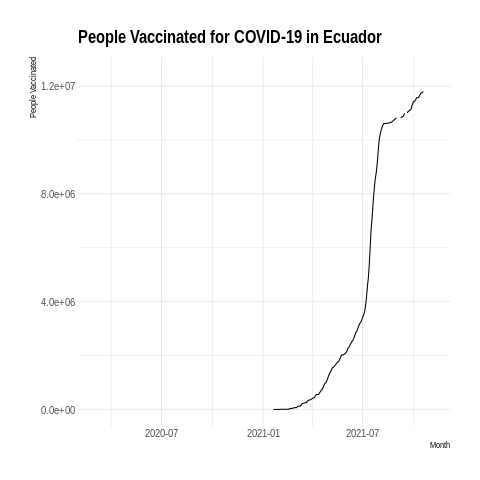 People Vaccinated for COVID-19 in Ecuador
People Vaccinated
1.2e+07
8.0e+06
4.0e+06
0.0e+00
2020-07
2021-01
2021-07
Month